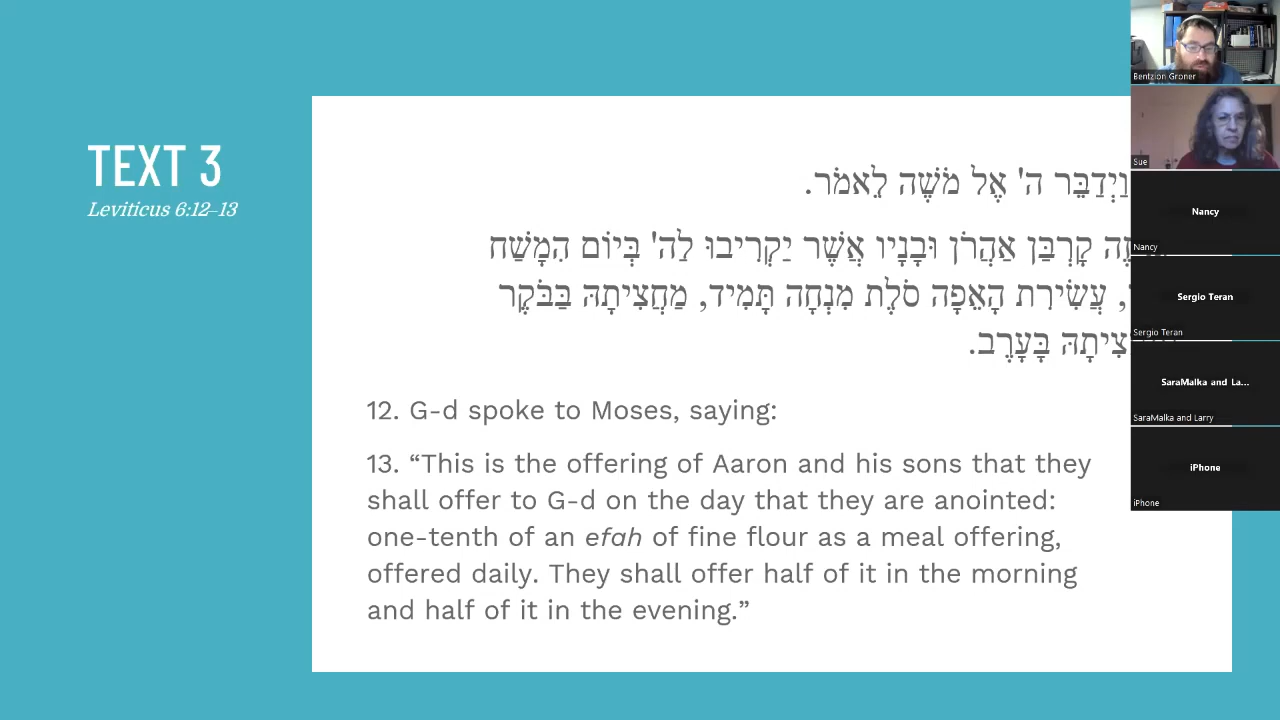 TEXT 3
Leviticus 6:12–13
וַיְדַבֵּר ה' אֶל מֹשֶׁה לֵאמֹר.
קָרְבַּן אַהֲרֹן וּבָנָיו אֲשֶׁר יַקְרִיבוּ לַה' בְּיוֹם הִמָּשַׁח
עֲשִׂירִת הָאֵפָה סֹלֶת מִנְחָה תָּמִיד, מַחֲצִיתָהּ בַּבֹּקֶר
בָּעָרֶב.
12. G-d spoke to Moses, saying:
13. “This is the offering of Aaron and his sons that they
shall offer to G-d on the day that they are anointed:
one-tenth of an efah of fine flour as a meal offering,
offered daily. They shall offer half of it in the morning
and half of it in the evening.”
Bentzion Groner
Sue
Nancy
Nancy
Sergio Teran
Sergio Teran
SaraMalka and La...
SaraMalka and Larry
iPhone
iPhone